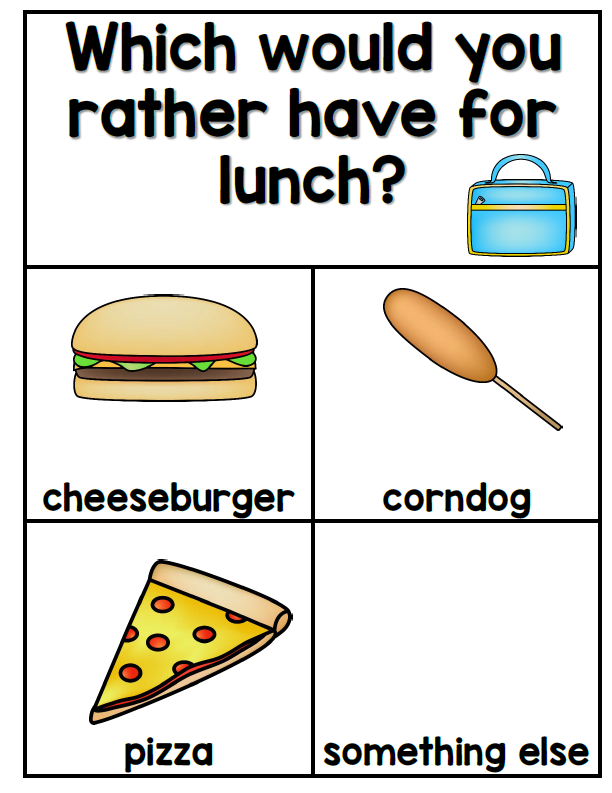 Which would you
rather have for
lunch?
cheeseburger
corndog
pizza
something else